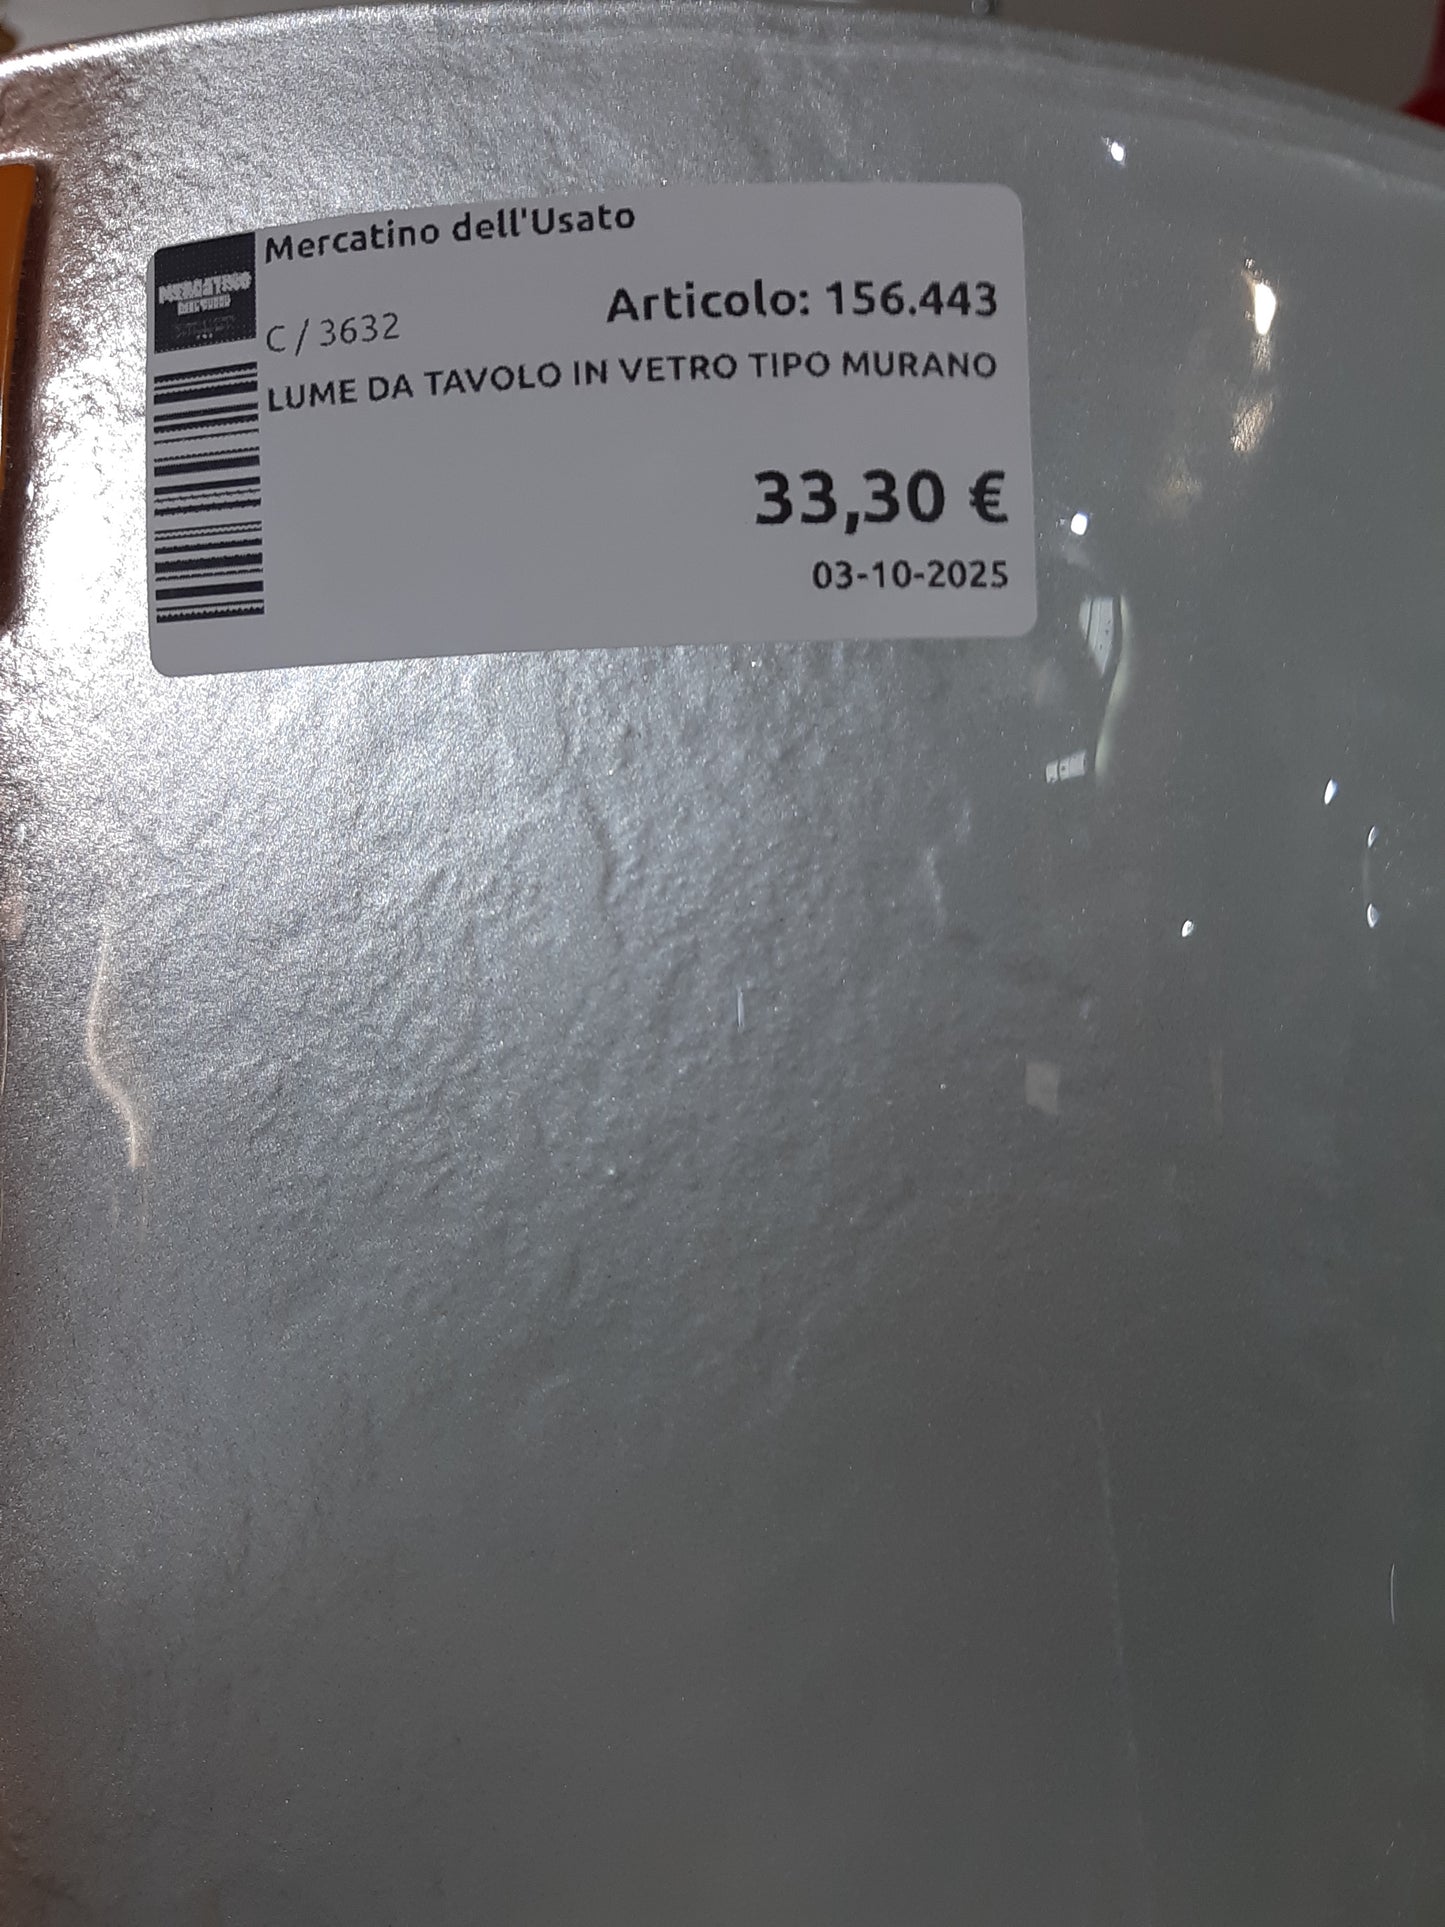 Mercatino dell'Usato
Articolo: 156.443
C / 3632
LUME DA TAVOLO IN VETRO TIPO MURANO
33,30 €
03-10-2025